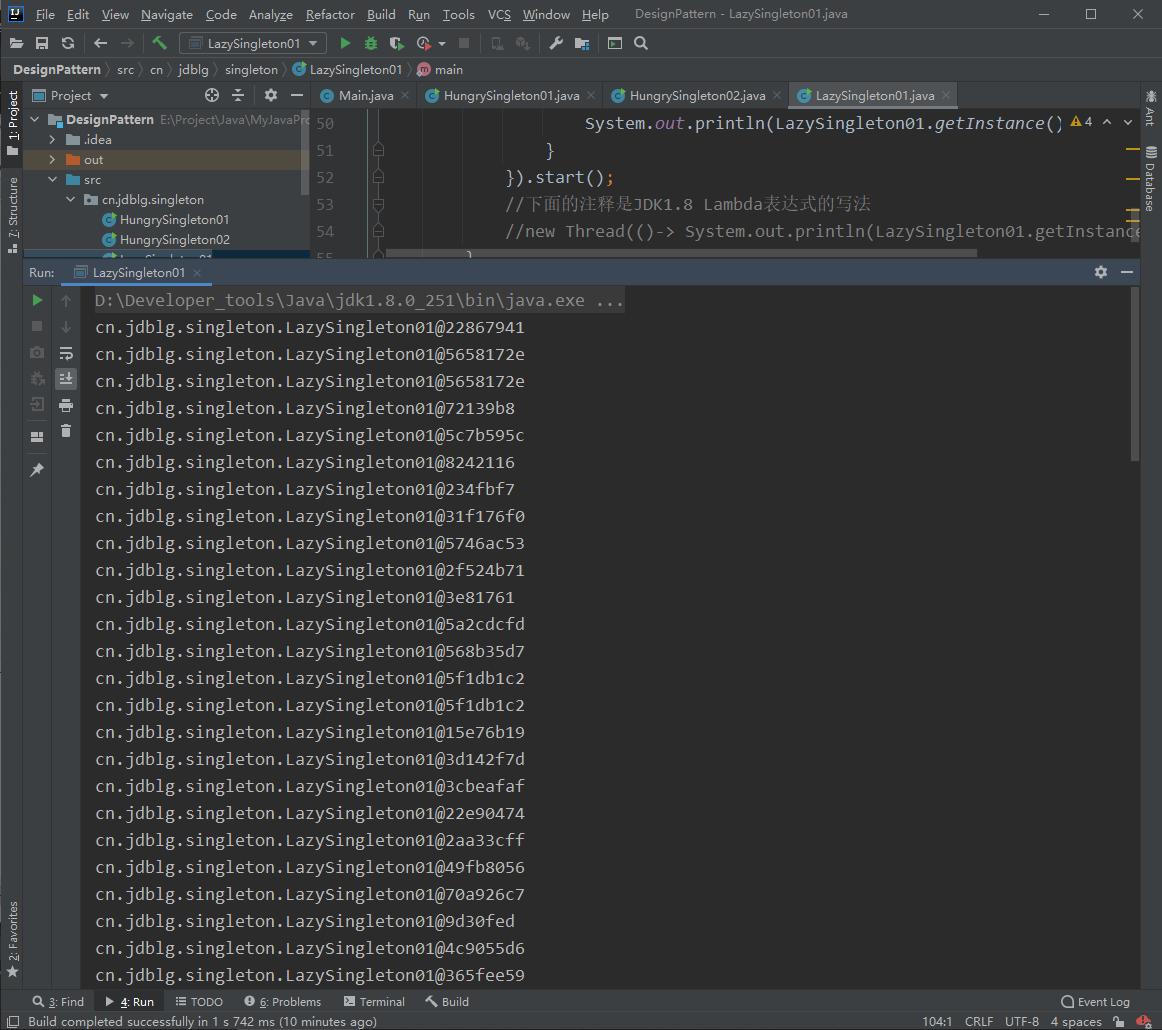 File Edit View Navigate Code Analyze Refactor Build Run Tools VCS Window Help DesignPattern - LazySingleton01.java
LazySingleton01
DesignPattern src cn jdblg singleton LazySingleton01 main
1: Project
Project
Main.java HungrySingleton01.java HungrySingleton02.java LazySingleton01.java
DesignPattern E:\Project\Java\MyJavaPro
.idea
out
src
cn.jdblg.singleton
HungrySingleton01
HungrySingleton02
50 System.out.println(LazySingleton01.getInstance()
4
51 }
52 }).start();
53 //下面的注释是JDK1.8 Lambda表达式的写法
54 //new Thread(()-> System.out.println(LazySingleton01.getInstance
55
Ant
Database
Z: Structure
Run: LazySingleton01
D:\Developer_tools\Java\jdk1.8.0_251\bin\java.exe ...
cn.jdblg.singleton.LazySingleton01@22867941
cn.jdblg.singleton.LazySingleton01@5658172e
cn.jdblg.singleton.LazySingleton01@5658172e
cn.jdblg.singleton.LazySingleton01@72139b8
cn.jdblg.singleton.LazySingleton01@5c7b595c
cn.jdblg.singleton.LazySingleton01@8242116
cn.jdblg.singleton.LazySingleton01@234fbf7
cn.jdblg.singleton.LazySingleton01@31f176f0
cn.jdblg.singleton.LazySingleton01@5746ac53
cn.jdblg.singleton.LazySingleton01@2f524b71
cn.jdblg.singleton.LazySingleton01@3e81761
cn.jdblg.singleton.LazySingleton01@5a2cdcfd
cn.jdblg.singleton.LazySingleton01@568b35d7
cn.jdblg.singleton.LazySingleton01@5f1db1c2
cn.jdblg.singleton.LazySingleton01@5f1db1c2
cn.jdblg.singleton.LazySingleton01@15e76b19
cn.jdblg.singleton.LazySingleton01@3d142f7d
cn.jdblg.singleton.LazySingleton01@3cbeafaf
cn.jdblg.singleton.LazySingleton01@22e90474
cn.jdblg.singleton.LazySingleton01@2aa33cff
cn.jdblg.singleton.LazySingleton01@49fb8056
cn.jdblg.singleton.LazySingleton01@70a926c7
cn.jdblg.singleton.LazySingleton01@9d30fed
cn.jdblg.singleton.LazySingleton01@4c9055d6
cn.jdblg.singleton.LazySingleton01@365fee59
2: Favorites
3: Find 4: Run TODO 6: Problems Terminal Build Event Log
Build completed successfully in 1 s 742 ms (10 minutes ago) 104:1 CRLF UTF-8 4 spaces